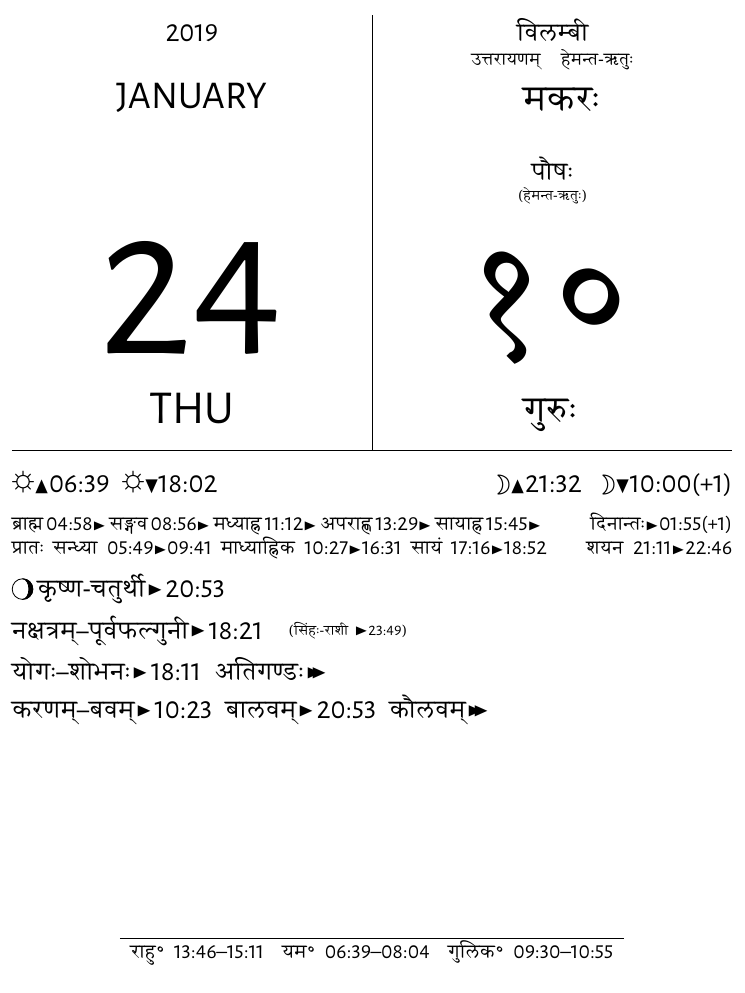 2019
JANUARY
24
THU
विलम्बी
उत्तरायणम् हेमन्त-ऋतुः
मकरः
पौषः
(हेमन्त-ऋतुः)
१०
गुरुः
☼▲06:39 ☼▼18:02 ☽▲21:32 ☽▼10:00(+1)
ब्राह्म 04:58► सङ्गव 08:56► मध्याह्न 11:12► अपराह्ण 13:29► सायाह्न 15:45► दिनान्तः►01:55(+1)
प्रातः सन्ध्या 05:49►09:41 माध्याह्निक 10:27►16:31 सायं 17:16►18:52 शयन 21:11►22:46
कृष्ण-चतुर्थी►20:53
नक्षत्रम्–पूर्वफल्गुनी►18:21 (सिंहः-राशी ►23:49)
योगः–शोभनः►18:11 अतिगण्डः►►
करणम्–बवम्►10:23 बालवम्►20:53 कौलवम्►►
राहु° 13:46–15:11 यम° 06:39–08:04 गुलिक° 09:30–10:55